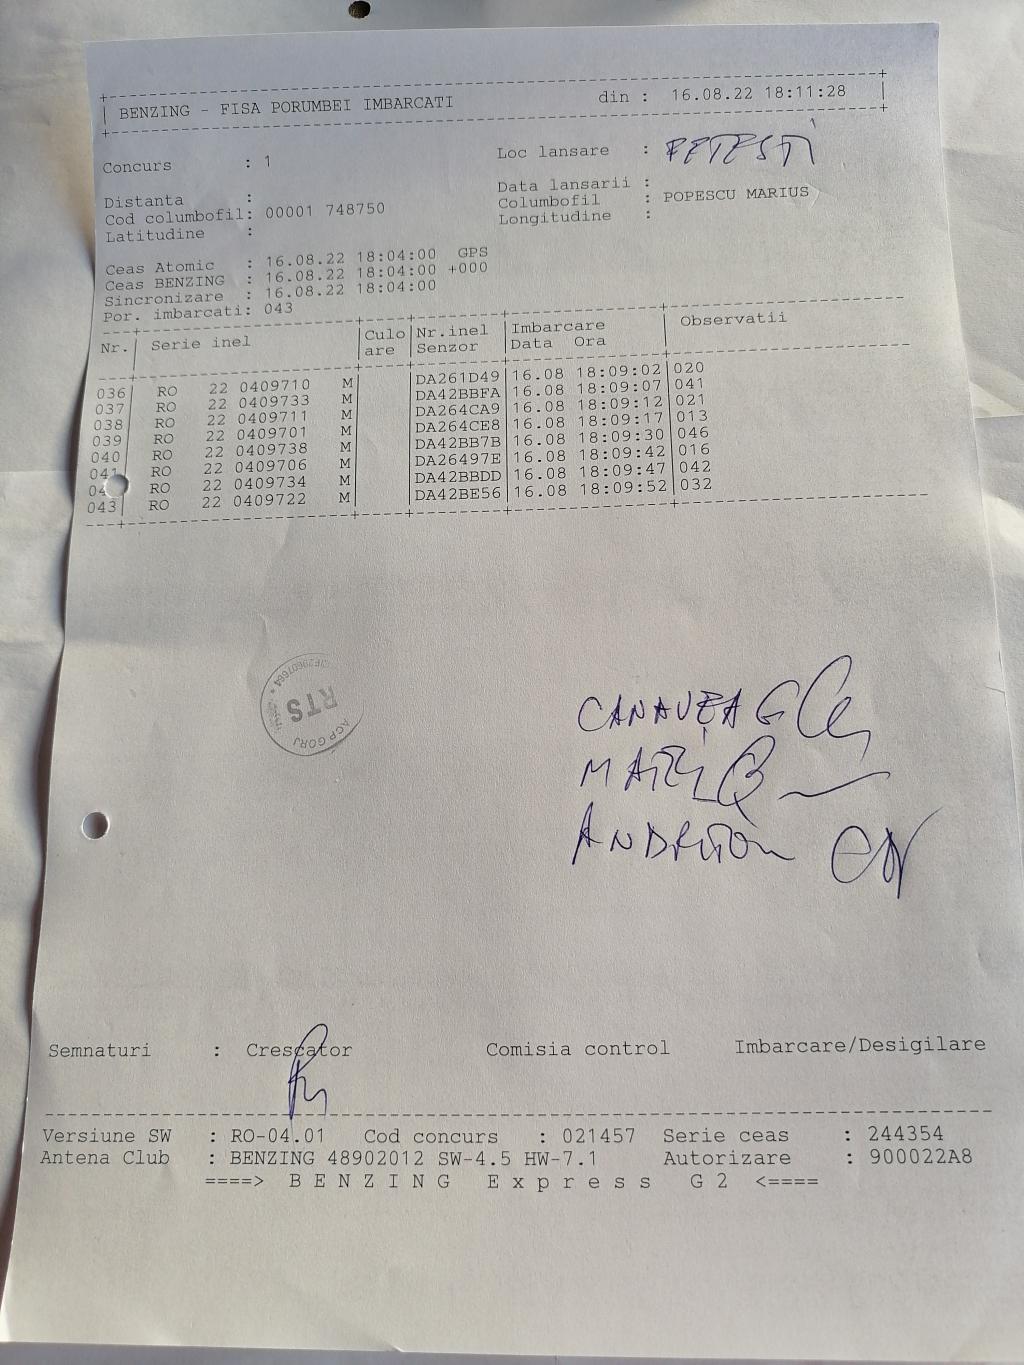 BENZING - FISA PORUMBEI IMBARCATI din : 16.08.22 18:11:28
Concurs : 1 Loc lansare : FETESTI
Distanta : Data lansarii :
Cod columbofil: 00001 748750 Columbofil : POPESCU MARIUS
Latitudine : Longitudine :
Ceas Atomic : 16.08.22 18:04:00 GPS
Ceas BENZING : 16.08.22 18:04:00 +000
Sincronizare : 16.08.22 18:04:00
Por. imbarcati: 043
Nr. Serie inel Culo Nr.inel Imbarcare Observatii
are Senzor Data Ora
036 RO 22 0409710 M DA261D49 16.08 18:09:02 020
037 RO 22 0409733 M DA42BBFA 16.08 18:09:07 041
038 RO 22 0409711 M DA264CA9 16.08 18:09:12 021
039 RO 22 0409701 M DA264CE8 16.08 18:09:17 013
040 RO 22 0409738 M DA42BB7B 16.08 18:09:30 046
041 RO 22 0409706 M DA26497E 16.08 18:09:42 016
04 RO 22 0409734 M DA42BBDD 16.08 18:09:47 042
043 RO 22 0409722 M DA42BE56 16.08 18:09:52 032
RTS
ACP GORJ
CANAVEA G
Semnaturi : Crescator Comisia control Imbarcare/Desigilare
Versiune SW : RO-04.01 Cod concurs : 021457 Serie ceas : 244354
Antena Club : BENZING 48902012 SW-4.5 HW-7.1 Autorizare : 900022A8
====> B E N Z I N G E x p r e s s G 2 <====